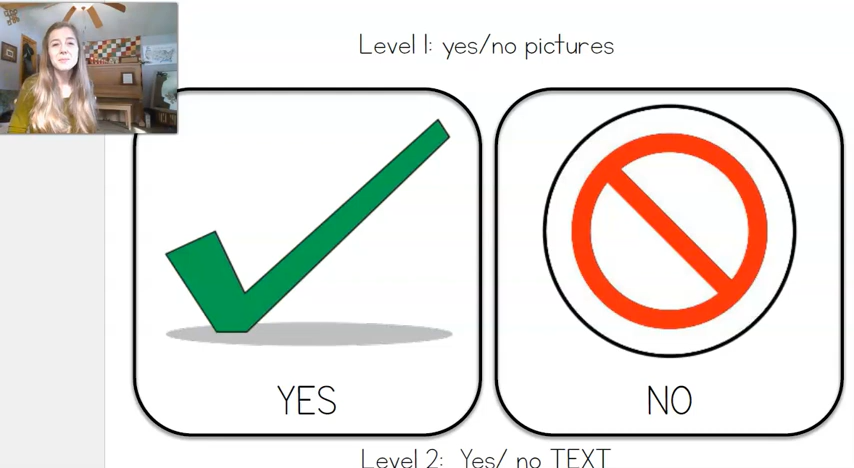 Level 1: yes/no pictures
YES
NO
Level 2: Yes/ no TEXT